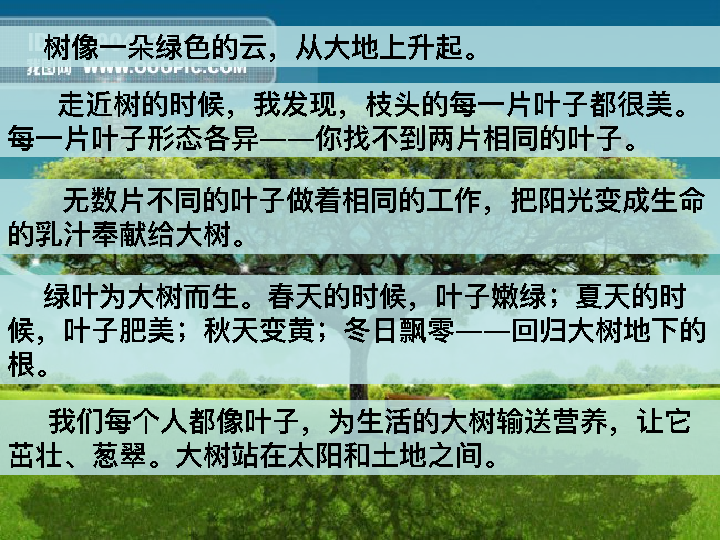 树像一朵绿色的云，从大地上升起。
我图网 WWW.OOOPIC.COM
走近树的时候，我发现，枝头的每一片叶子都很美。
每一片叶子形态各异——你找不到两片相同的叶子。
无数片不同的叶子做着相同的工作，把阳光变成生命
的乳汁奉献给大树。
绿叶为大树而生。春天的时候，叶子嫩绿；夏天的时
候，叶子肥美；秋天变黄；冬日飘零——回归大树地下的
根。
我们每个人都像叶子，为生活的大树输送营养，让它
茁壮、葱翠。大树站在太阳和土地之间。